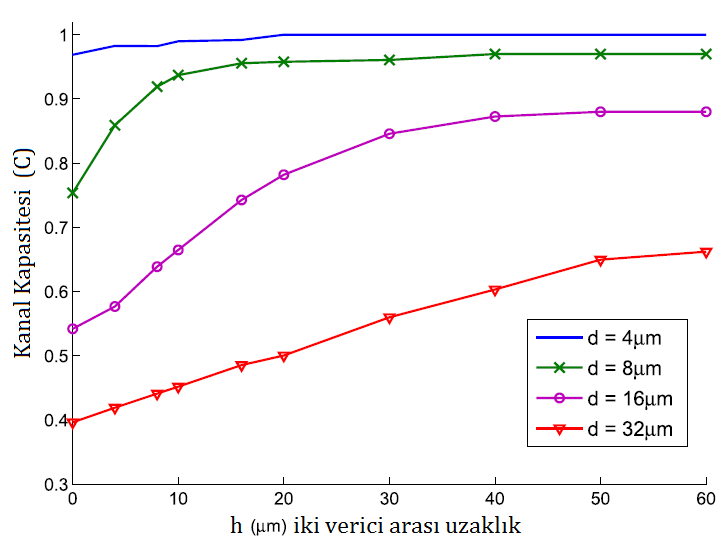 1
0.9
0.8
0.7
0.6
0.5
0.4
0.3
Kanal Kapasitesi (C)
d = 4μm
d = 8μm
d = 16μm
d = 32μm
0 10 20 30 40 50 60
h (μm) iki verici arası uzaklık